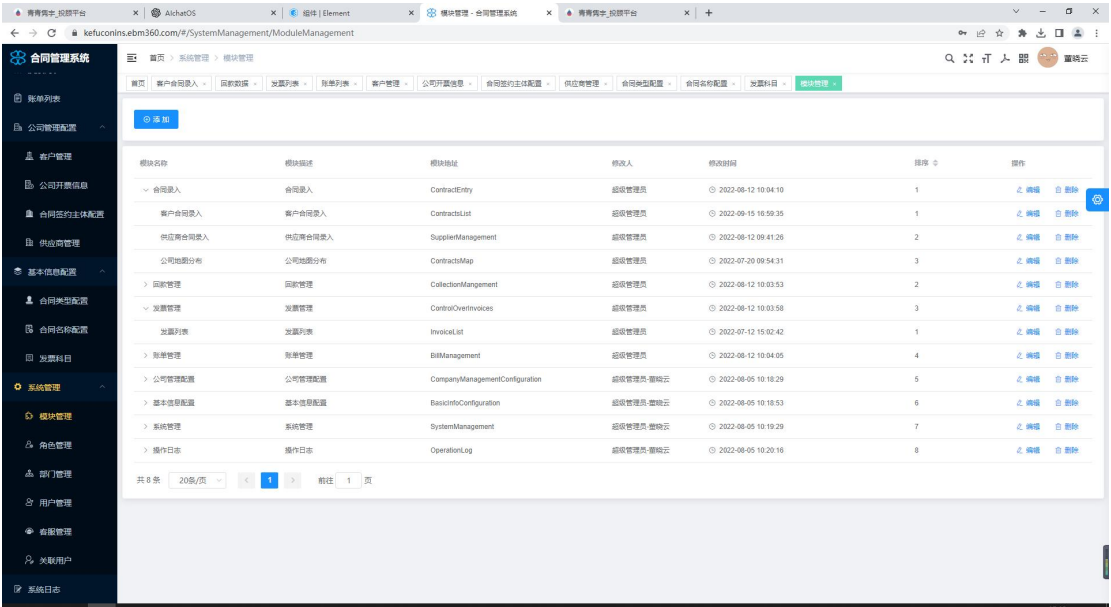 青青隽宇_投顾平台
AIchatOS
组件 | Element
模块管理 - 合同管理系统
青青隽宇_投顾平台
kefuconins.ebm360.com/#/SystemManagement/ModuleManagement
合同管理系统
首页 > 系统管理 > 模块管理
董晓云
首页 客户合同录入 回款数据 发票列表 账单列表 客户管理 公司开票信息 合同签约主体配置 供应商管理 合同类型配置 合同名称配置 发票科目 模块管理
账单列表
公司管理配置
客户管理
公司开票信息
合同签约主体配置
供应商管理
基本信息配置
合同类型配置
合同名称配置
发票科目
系统管理
模块管理
角色管理
部门管理
用户管理
客服管理
关联用户
系统日志
添加
模块名称 模块描述 模块地址 修改人 修改时间 排序 操作
合同录入 合同录入 ContractEntry 超级管理员 2022-08-12 10:04:10 1 编辑 删除
客户合同录入 客户合同录入 ContractsList 超级管理员 2022-09-15 16:59:35 1 编辑 删除
供应商合同录入 供应商合同录入 SupplierManagement 超级管理员 2022-08-12 09:41:26 2 编辑 删除
公司地图分布 公司地图分布 ContractsMap 超级管理员 2022-07-20 09:54:31 3 编辑 删除
回款管理 回款管理 CollectionMangement 超级管理员 2022-08-12 10:03:53 2 编辑 删除
发票管理 发票管理 ControlOverInvoices 超级管理员 2022-08-12 10:03:58 3 编辑 删除
发票列表 发票列表 InvoiceList 超级管理员 2022-07-12 15:02:42 1 编辑 删除
账单管理 账单管理 BillManagement 超级管理员 2022-08-12 10:04:05 4 编辑 删除
公司管理配置 公司管理配置 CompanyManagementConfiguration 超级管理员-董晓云 2022-08-05 10:18:29 5 编辑 删除
基本信息配置 基本信息配置 BasicInfoConfiguration 超级管理员-董晓云 2022-08-05 10:18:53 6 编辑 删除
系统管理 系统管理 SystemManagement 超级管理员-董晓云 2022-08-05 10:19:29 7 编辑 删除
操作日志 操作日志 OperationLog 超级管理员-董晓云 2022-08-05 10:20:16 8 编辑 删除
共 8 条 20条/页 1 前往 1 页